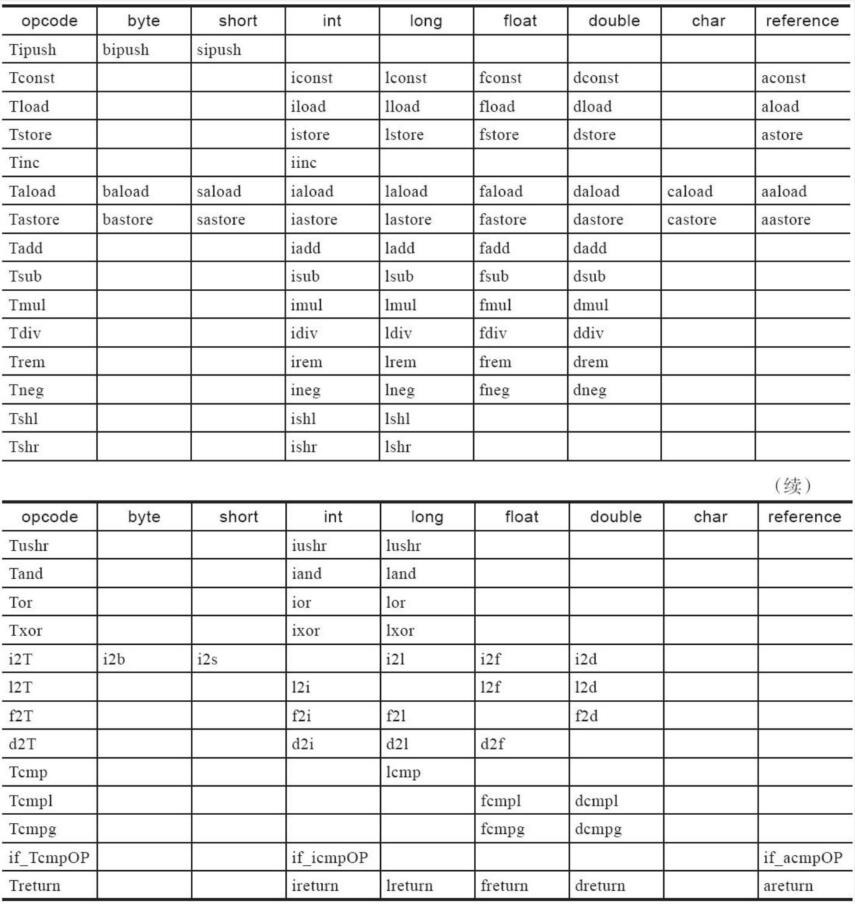 opcode byte short int long float double char reference
Tipush bipush sipush
Tconst iconst lconst fconst dconst aconst
Tload iload lload fload dload aload
Tstore istore lstore fstore dstore astore
Tinc iinc
Taload baload saload iaload laload faload daload caload aaload
Tastore bastore sastore iastore lastore fastore dastore castore aastore
Tadd iadd ladd fadd dadd
Tsub isub lsub fsub dsub
Tmul imul lmul fmul dmul
Tdiv idiv ldiv fdiv ddiv
Trem irem lrem frem drem
Tneg ineg lneg fneg dneg
Tshl ishl lshl
Tshr ishr lshr
（续）
opcode byte short int long float double char reference
Tushr iushr lushr
Tand iand land
Tor ior lor
Txor ixor lxor
i2T i2b i2s i2l i2f i2d
l2T l2i l2f l2d
f2T f2i f2l f2d
d2T d2i d2l d2f
Tcmp lcmp
Tcmpl fcmpl dcmpl
Tcmpg fcmpg dcmpg
if_TcmpOP if_icmpOP if_acmpOP
Treturn ireturn lreturn freturn dreturn areturn